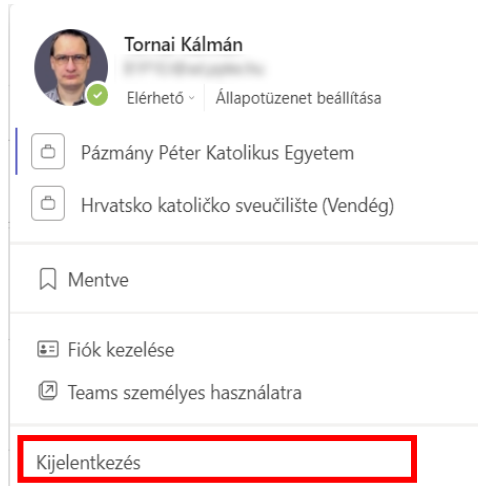 Tornai Kálmán
Elérhető Állapotüzenet beállítása
Pázmány Péter Katolikus Egyetem
Hrvatsko katoličko sveučilište (Vendég)
Mentve
Fiók kezelése
Teams személyes használatra
Kijelentkezés